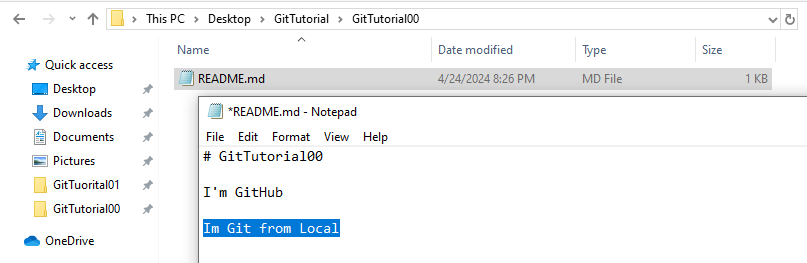 This PC > Desktop > GitTutorial > GitTutorial00
Name Date modified Type Size
Quick access
Desktop
Downloads
Documents
Pictures
GitTuorital01
GitTutorial00
OneDrive
README.md 4/24/2024 8:26 PM MD File 1 KB
*README.md - Notepad
File Edit Format View Help
# GitTutorial00
I'm GitHub
Im Git from Local